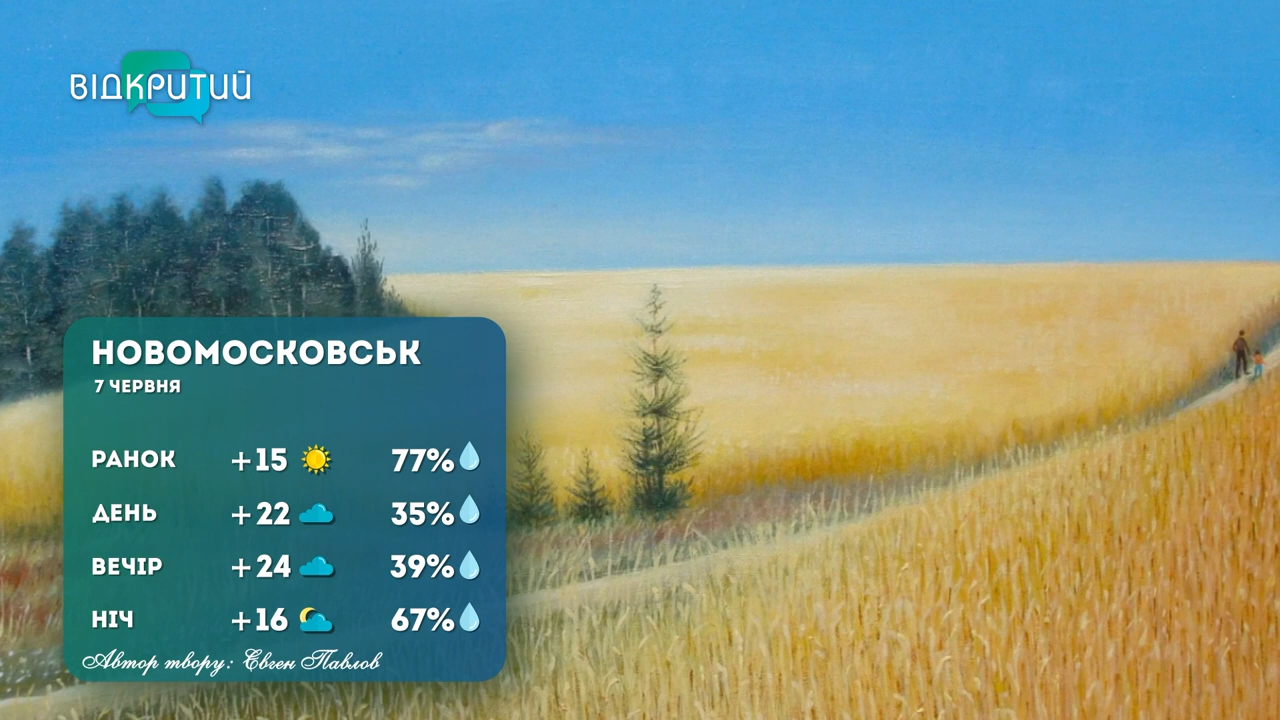 ВІДКРИТИЙ
НОВОМОСКОВСЬК
7 ЧЕРВНЯ
РАНОК +15 77%
ДЕНЬ +22 35%
ВЕЧІР +24 39%
НІЧ +16 67%
Автор твору: Євген Павлов